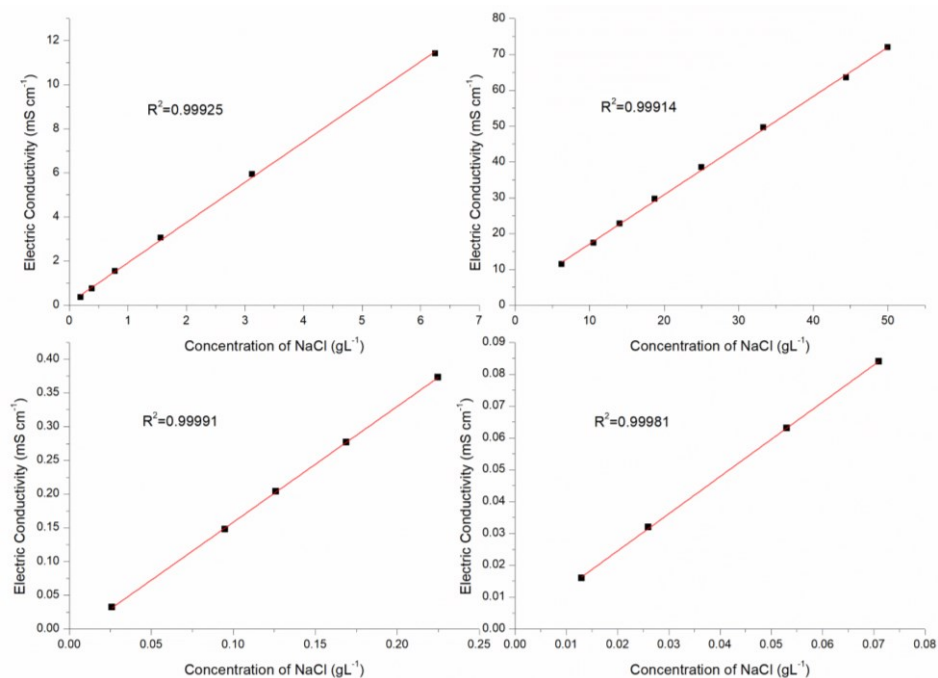 12
10
8
6
4
2
0
0 1 2 3 4 5 6 7
Electric Conductivity (mS cm⁻¹)
Concentration of NaCl (gL⁻¹)
R²=0.99925
80
70
60
50
40
30
20
10
0
0 10 20 30 40 50
Electric Conductivity (mS cm⁻¹)
Concentration of NaCl (gL⁻¹)
R²=0.99914
0.40
0.35
0.30
0.25
0.20
0.15
0.10
0.05
0.00
0.00 0.05 0.10 0.15 0.20 0.25
Electric Conductivity (mS cm⁻¹)
Concentration of NaCl (gL⁻¹)
R²=0.99991
0.09
0.08
0.07
0.06
0.05
0.04
0.03
0.02
0.01
0.00
0.00 0.01 0.02 0.03 0.04 0.05 0.06 0.07 0.08
Electric Conductivity (mS cm⁻¹)
Concentration of NaCl (gL⁻¹)
R²=0.99981